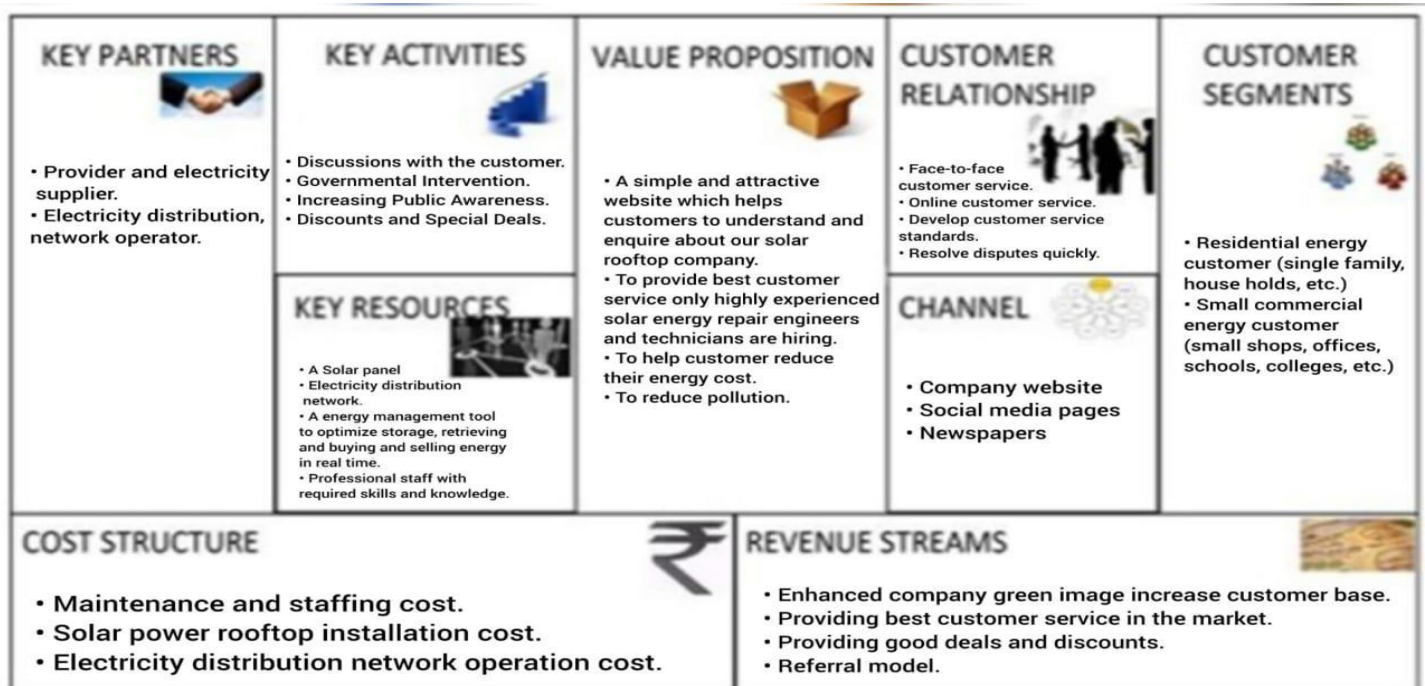 KEY PARTNERS
• Provider and electricity
supplier.
• Electricity distribution,
network operator.
KEY ACTIVITIES
• Discussions with the customer.
• Governmental Intervention.
• Increasing Public Awareness.
• Discounts and Special Deals.
KEY RESOURCES
• A Solar panel
• Electricity distribution
network.
• A energy management tool
to optimize storage, retrieving
and buying and selling energy
in real time.
• Professional staff with
required skills and knowledge.
VALUE PROPOSITION
• A simple and attractive
website which helps
customers to understand and
enquire about our solar
rooftop company.
• To provide best customer
service only highly experienced
solar energy repair engineers
and technicians are hiring.
• To help customer reduce
their energy cost.
• To reduce pollution.
CUSTOMER
RELATIONSHIP
• Face-to-face
customer service.
• Online customer service.
• Develop customer service
standards.
• Resolve disputes quickly.
CHANNEL
• Company website
• Social media pages
• Newspapers
CUSTOMER
SEGMENTS
• Residential energy
customer (single family,
house holds, etc.)
• Small commercial
energy customer
(small shops, offices,
schools, colleges, etc.)
COST STRUCTURE
₹
• Maintenance and staffing cost.
• Solar power rooftop installation cost.
• Electricity distribution network operation cost.
REVENUE STREAMS
• Enhanced company green image increase customer base.
• Providing best customer service in the market.
• Providing good deals and discounts.
• Referral model.